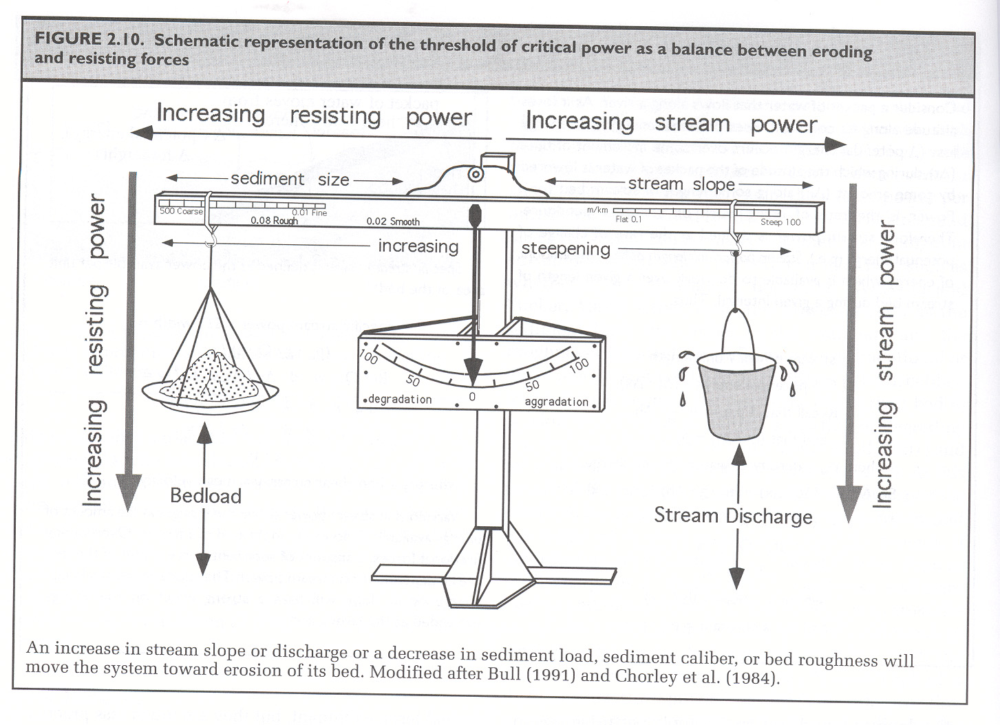 FIGURE 2.10. Schematic representation of the threshold of critical power as a balance between eroding
and resisting forces
Increasing resisting power
Increasing stream power
sediment size
stream slope
500 Coarse
0.01 Fine
0.08 Rough
0.02 Smooth
m/km
Flat 0.1
Steep 100
increasing
steepening
Increasing resisting power
Increasing stream power
100
50
0
50
100
degradation
aggradation
Bedload
Stream Discharge
An increase in stream slope or discharge or a decrease in sediment load, sediment caliber, or bed roughness will
move the system toward erosion of its bed. Modified after Bull (1991) and Chorley et al. (1984).